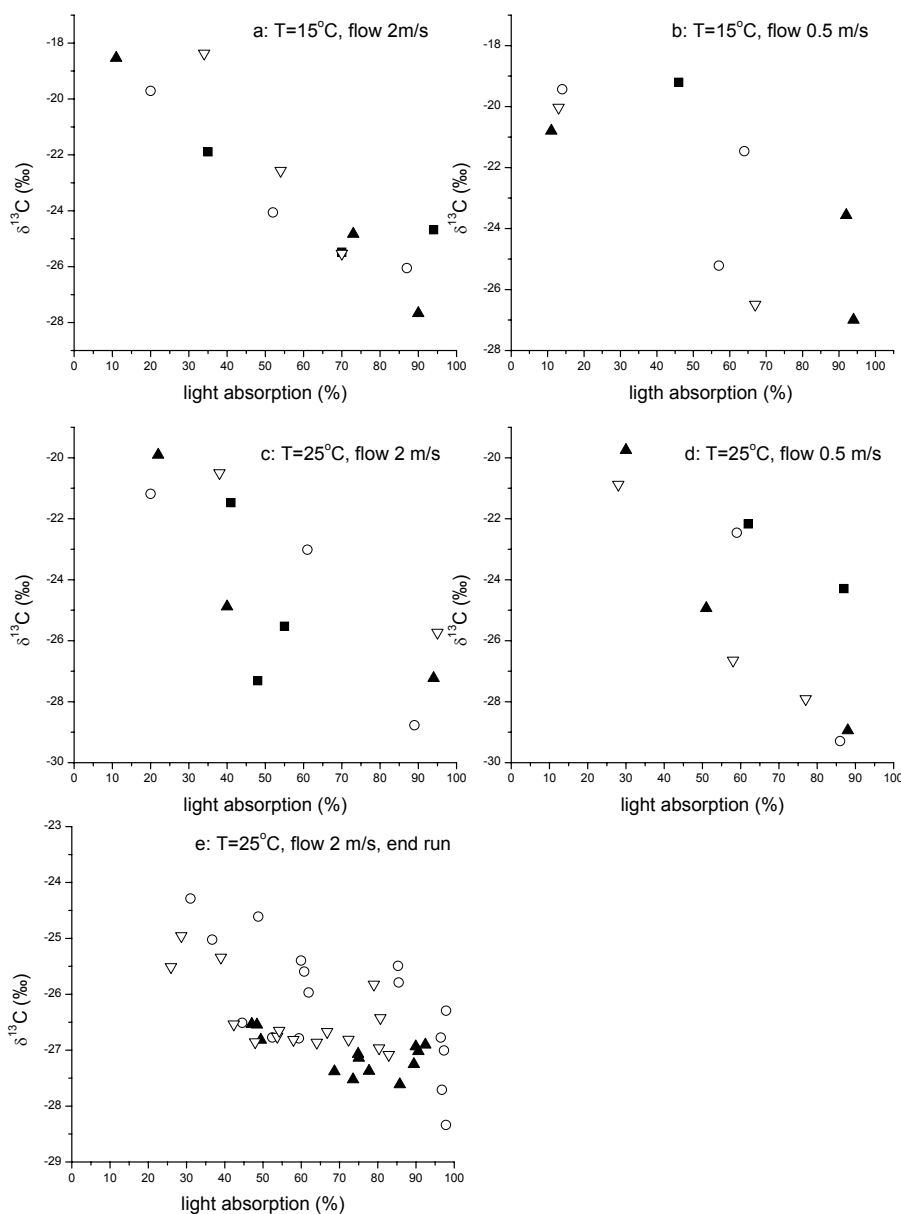 a: T=15°C, flow 2m/s
-18
-20
-22
-24
-26
-28
δ¹³C (‰)
0 10 20 30 40 50 60 70 80 90 100
light absorption (%)
b: T=15°C, flow 0.5 m/s
-18
-20
-22
-24
-26
-28
δ¹³C (‰)
0 10 20 30 40 50 60 70 80 90 100
ligth absorption (%)
c: T=25°C, flow 2 m/s
-20
-22
-24
-26
-28
-30
δ¹³C (‰)
0 10 20 30 40 50 60 70 80 90 100
light absorption (%)
d: T=25°C, flow 0.5 m/s
-20
-22
-24
-26
-28
-30
δ¹³C (‰)
0 10 20 30 40 50 60 70 80 90 100
light absorption (%)
e: T=25°C, flow 2 m/s, end run
-23
-24
-25
-26
-27
-28
-29
δ¹³C (‰)
0 10 20 30 40 50 60 70 80 90 100
light absorption (%)